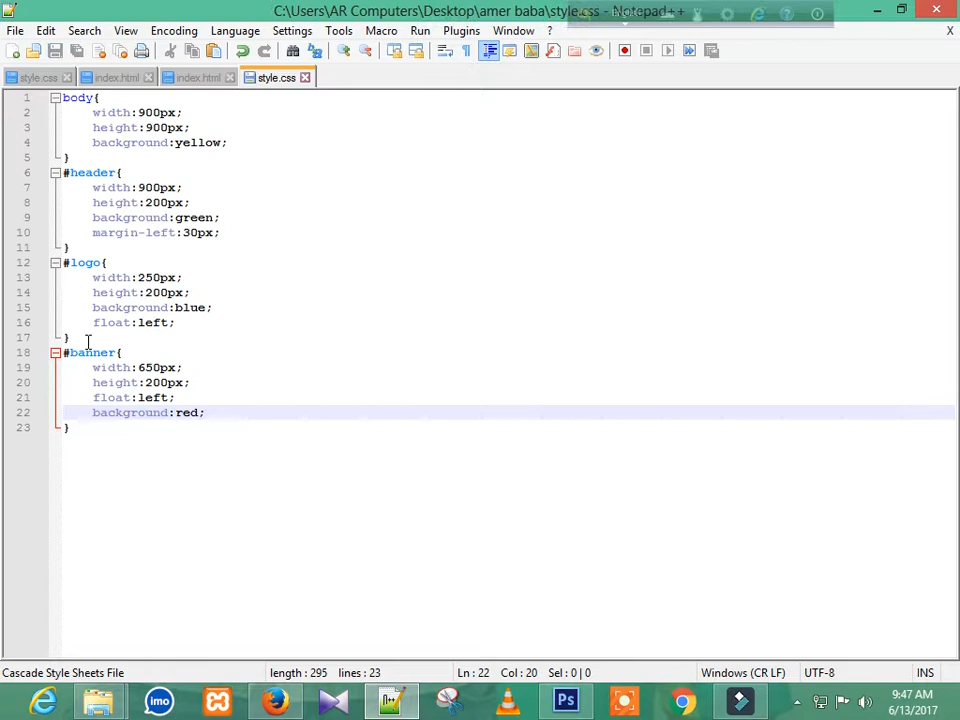 C:\Users\AR Computers\Desktop\amer baba\style.css - Notepad++
File Edit Search View Encoding Language Settings Tools Macro Run Plugins Window ? X
style.css index.html index.html style.css
1 body{
2 width:900px;
3 height:900px;
4 background:yellow;
5 }
6 #header{
7 width:900px;
8 height:200px;
9 background:green;
10 margin-left:30px;
11 }
12 #logo{
13 width:250px;
14 height:200px;
15 background:blue;
16 float:left;
17 }
18 #banner{
19 width:650px;
20 height:200px;
21 float:left;
22 background:red;
23 }
Cascade Style Sheets File length : 295 lines : 23 Ln : 22 Col : 20 Sel : 0 | 0 Windows (CR LF) UTF-8 INS
imo Ps
9:47 AM
6/13/2017